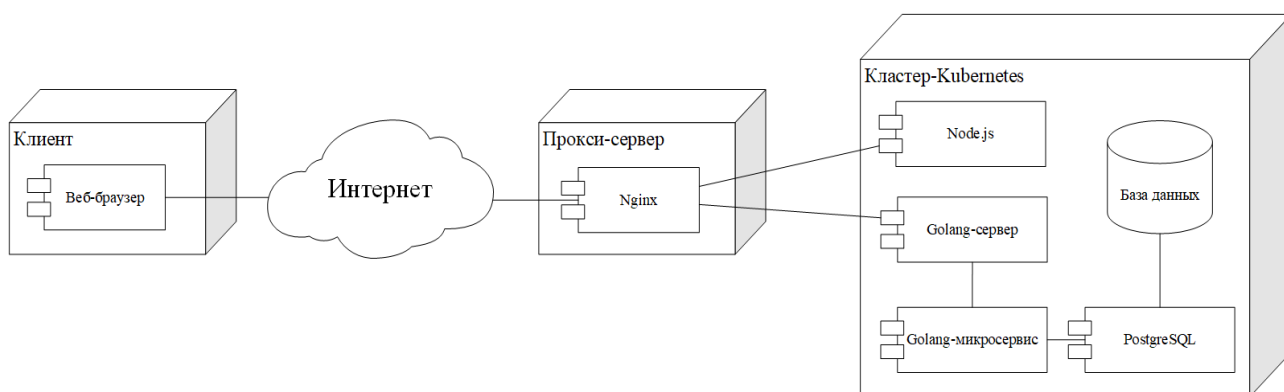 Клиент
Веб-браузер
Интернет
Прокси-сервер
Nginx
Кластер-Kubernetes
Node.js
База данных
Golang-сервер
Golang-микросервис
PostgreSQL